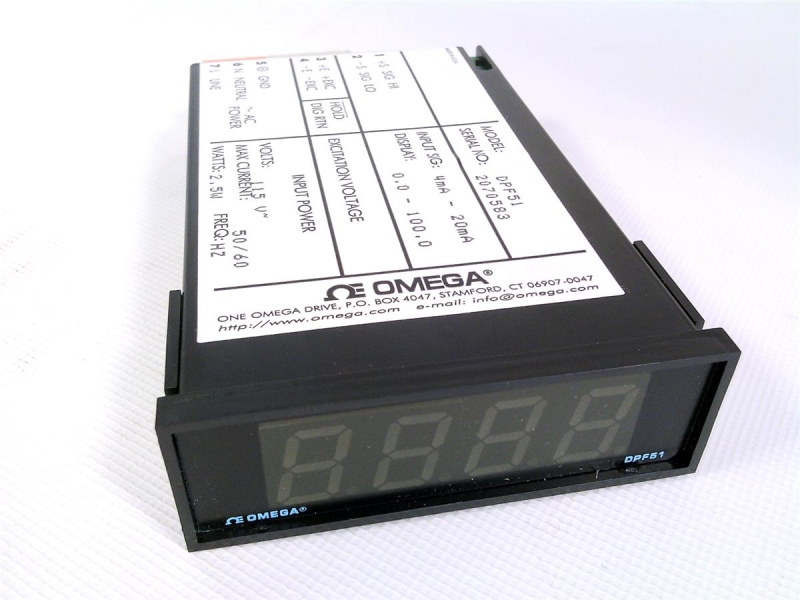 1 +S SIG HI
2 -S SIG LO
3 +E +EXC
4 -E -EXC
HOLD
DIG RTN
5 GND
6 N NEUTRAL
7 L LINE
~ AC
POWER
MODEL: DPF51
SERIAL NO: 2070583
INPUT SIG: 4mA - 20mA
DISPLAY: 0.0 - 100.0
EXCITATION VOLTAGE
INPUT POWER
VOLTS: 115 V~
MAX CURRENT: 50/60
WATTS: 2.5W FREQ: HZ
OMEGA®
ONE OMEGA DRIVE, P.O. BOX 4047, STAMFORD, CT 06907-0047
http://www.omega.com e-mail: info@omega.com
DPF51
OMEGA®